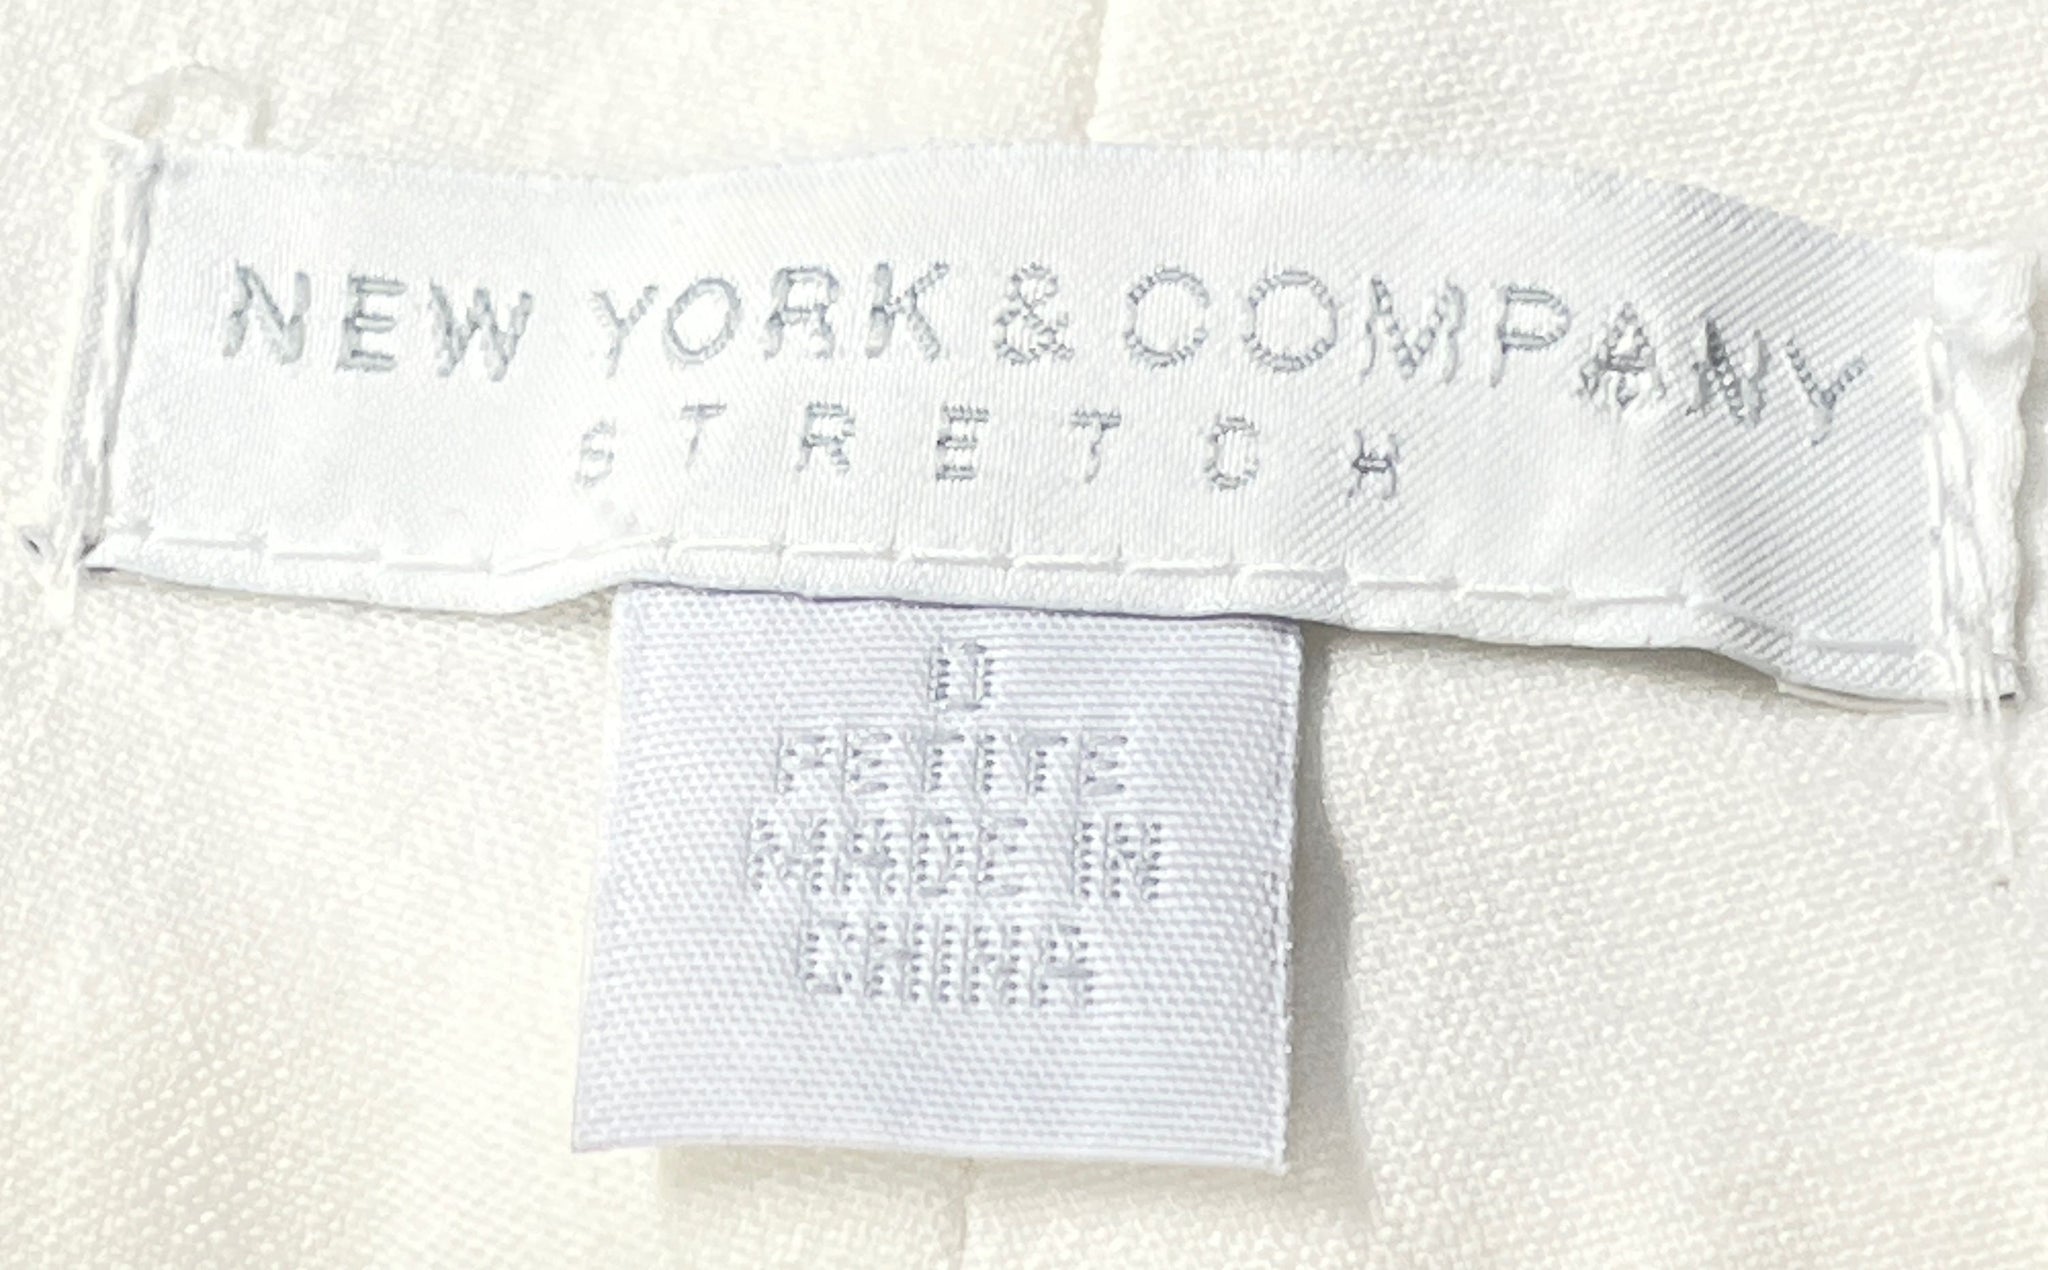 NEW YORK & COMPANY
STRETCH
PETITE
MADE IN
CHINA